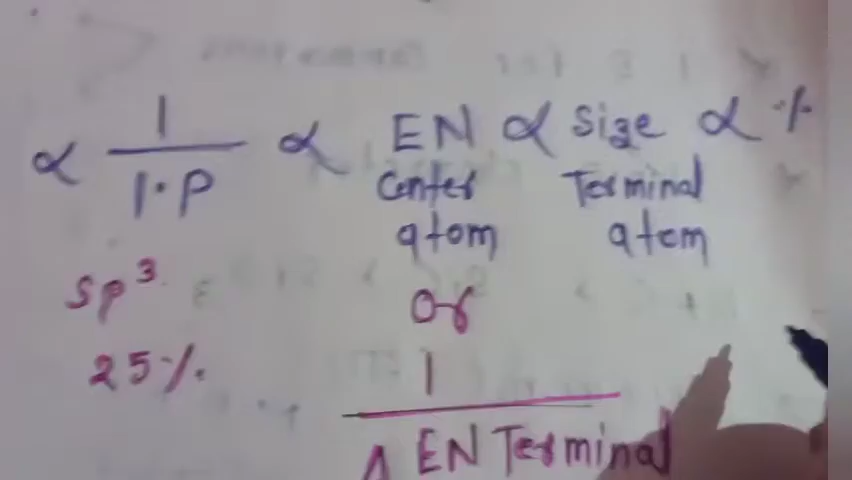 ∝ 1 / l.P ∝ EN ∝ Size ∝ %
Center Terminal
atom atom
Sp³ or
25%.
1
Δ EN Terminal